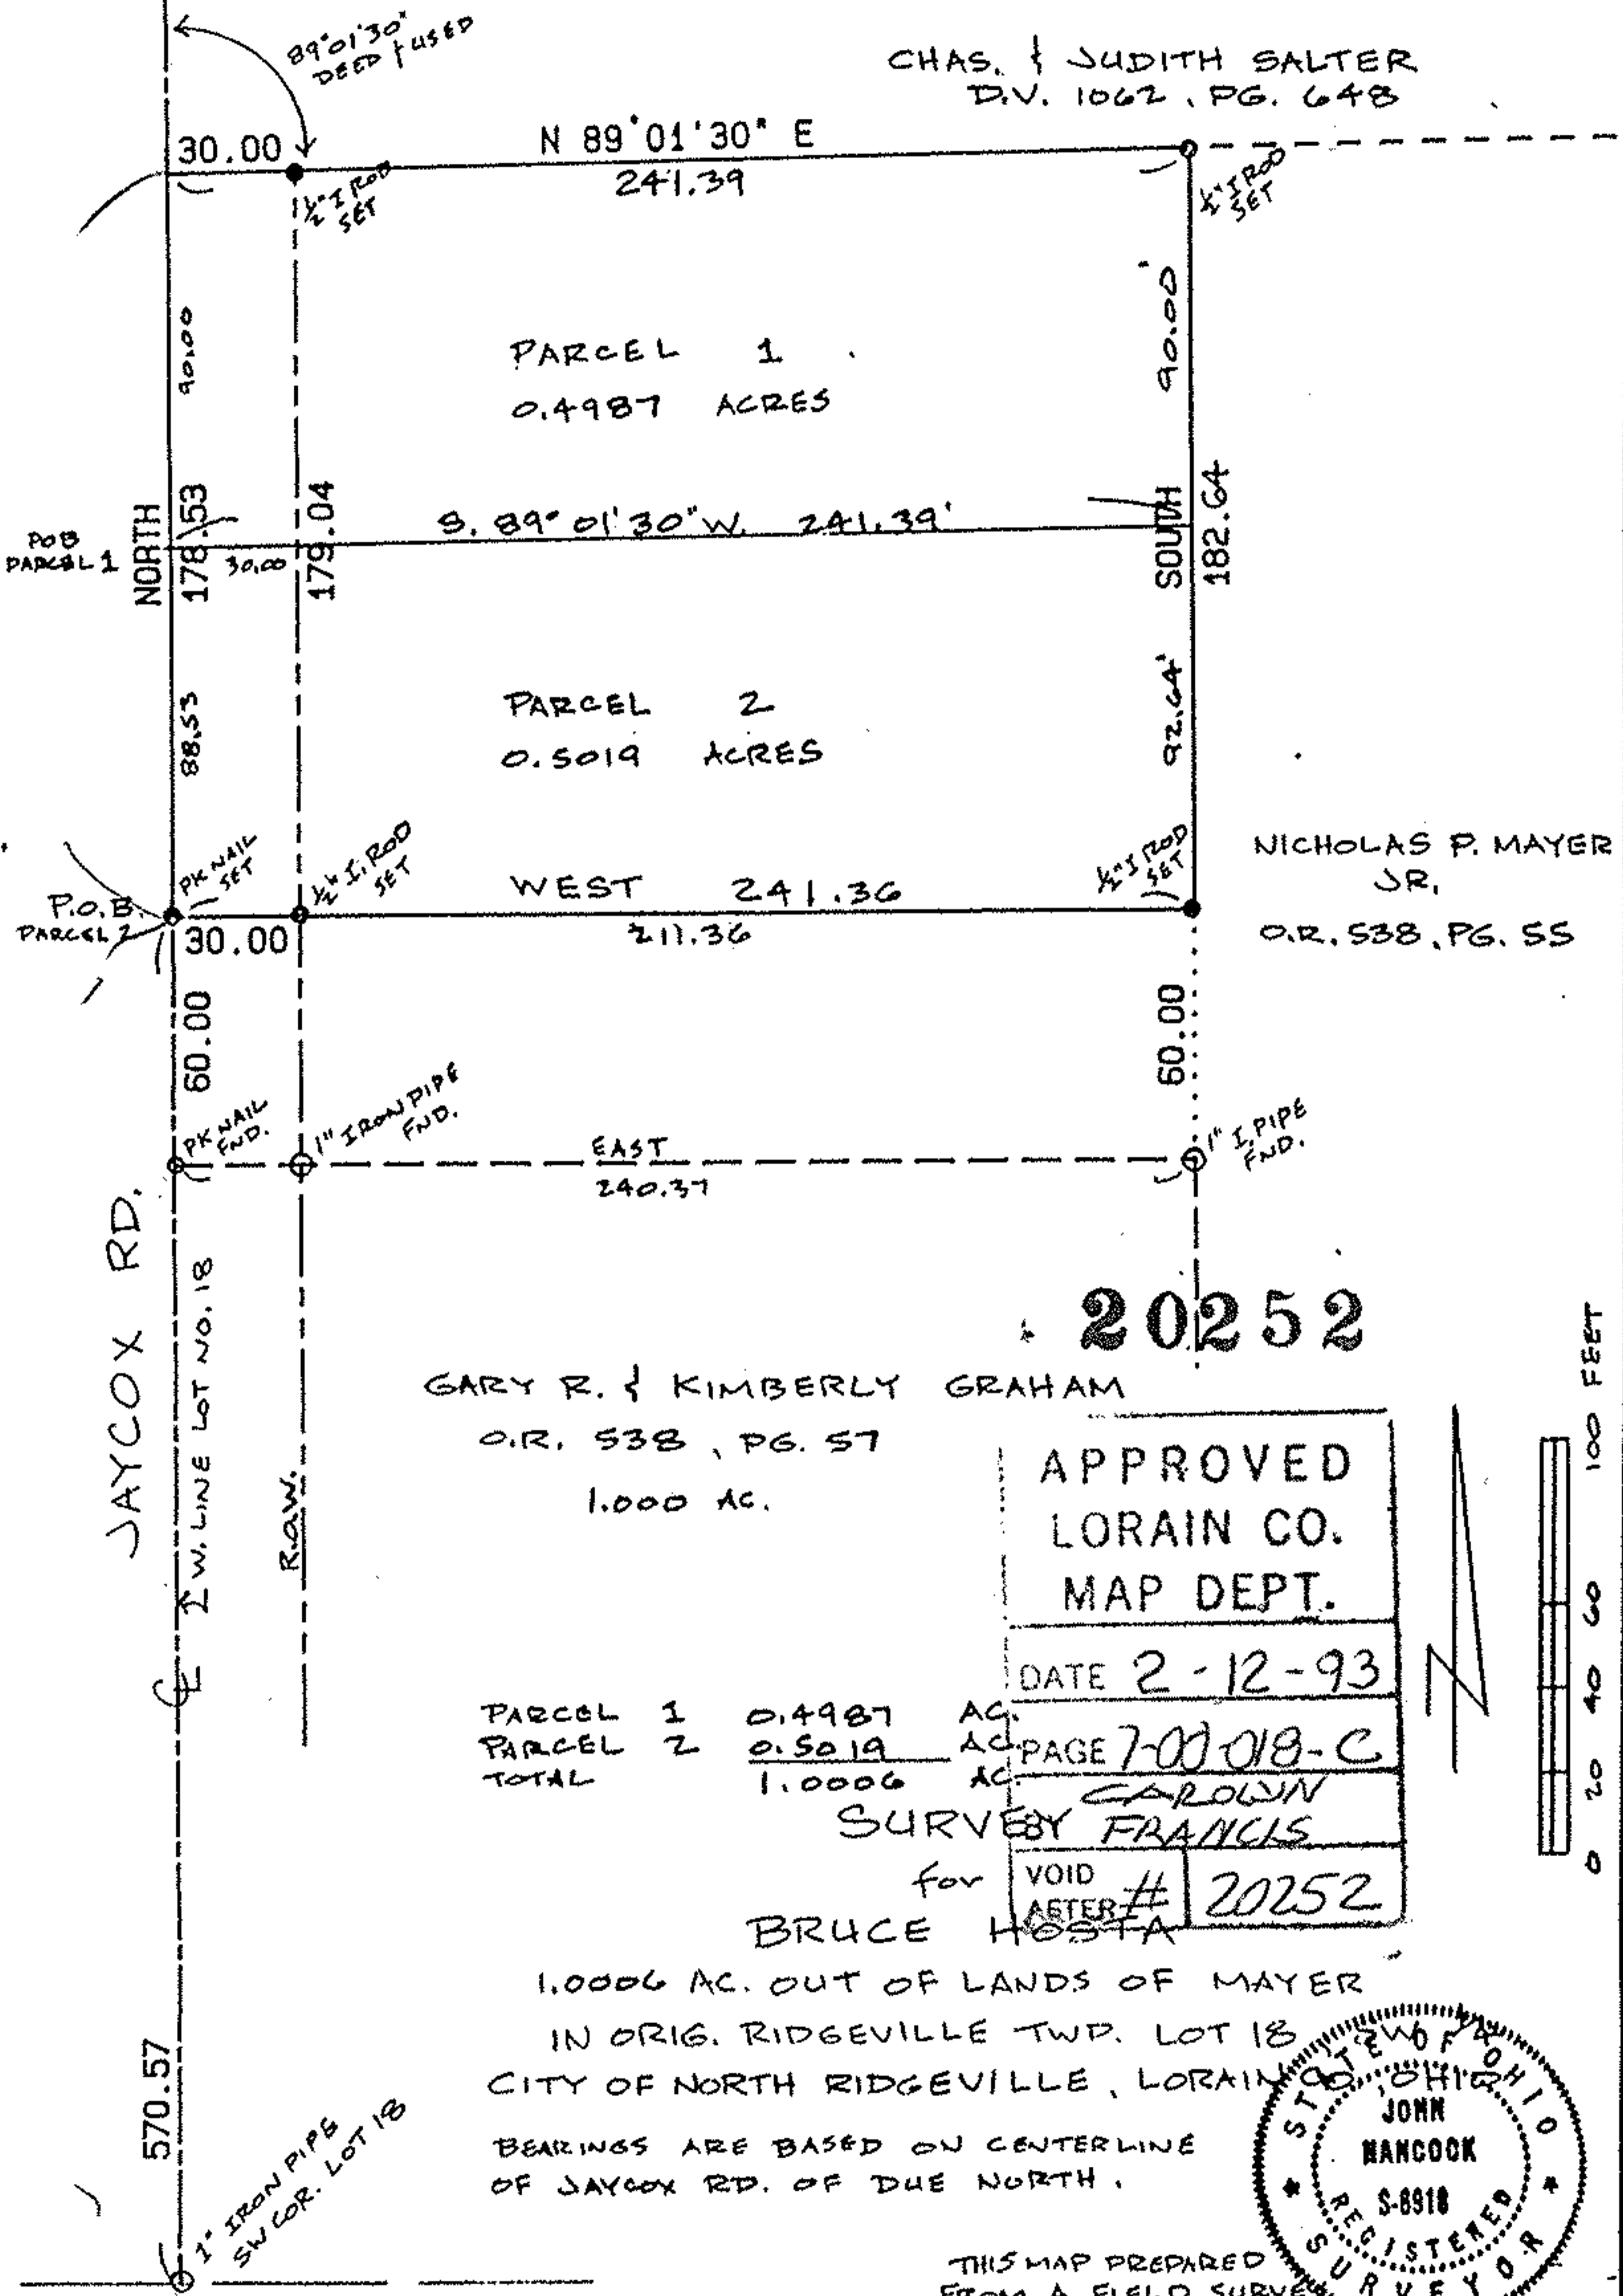 89°01'30"
DEED & USED
CHAS. & JUDITH SALTER
D.V. 1062, PG. 648
30.00
N 89°01'30" E
241.39
½" I ROD
SET
½" I ROD
SET
90.00
90.00'
PARCEL 1
0.4987 ACRES
NORTH
178.53
179.04
SOUTH
182.64
S. 89° 01' 30" W. 241.39'
POB
PARCEL 1
30.00
88.53
92.64'
PARCEL 2
0.5019 ACRES
PK NAIL
SET
½" I. ROD
SET
½" I ROD
SET
NICHOLAS P. MAYER
JR.
O.R. 538, PG. 55
P.O.B.
PARCEL 2
WEST 241.36
30.00
211.36
60.00
60.00
PK NAIL
FND.
1" IRON PIPE
FND.
1" I. PIPE
FND.
EAST
240.37
JAYCOX RD.
W. LINE LOT NO. 18
R.O.W.
20252
GARY R. & KIMBERLY GRAHAM
O.R. 538, PG. 57
1.000 AC.
APPROVED
LORAIN CO.
MAP DEPT.
DATE 2-12-93
PAGE 7-00-018-C
BY CAROLYN
FRANCIS
VOID
AFTER # 20252
100 FEET
60
40
20
0
PARCEL 1 0.4987 AC.
PARCEL 2 0.5019 AC.
TOTAL 1.0006 AC.
SURVEY
for
BRUCE HOSTA
1.0006 AC. OUT OF LANDS OF MAYER
IN ORIG. RIDGEVILLE TWP. LOT 18
CITY OF NORTH RIDGEVILLE, LORAIN CO., OHIO
BEARINGS ARE BASED ON CENTERLINE
OF JAYCOX RD. OF DUE NORTH.
570.57
1" IRON PIPE
SW COR. LOT 18
STATE OF OHIO
JOHN
HANCOCK
S-6918
REGISTERED
SURVEYOR
THIS MAP PREPARED
FROM A FIELD SURVEY